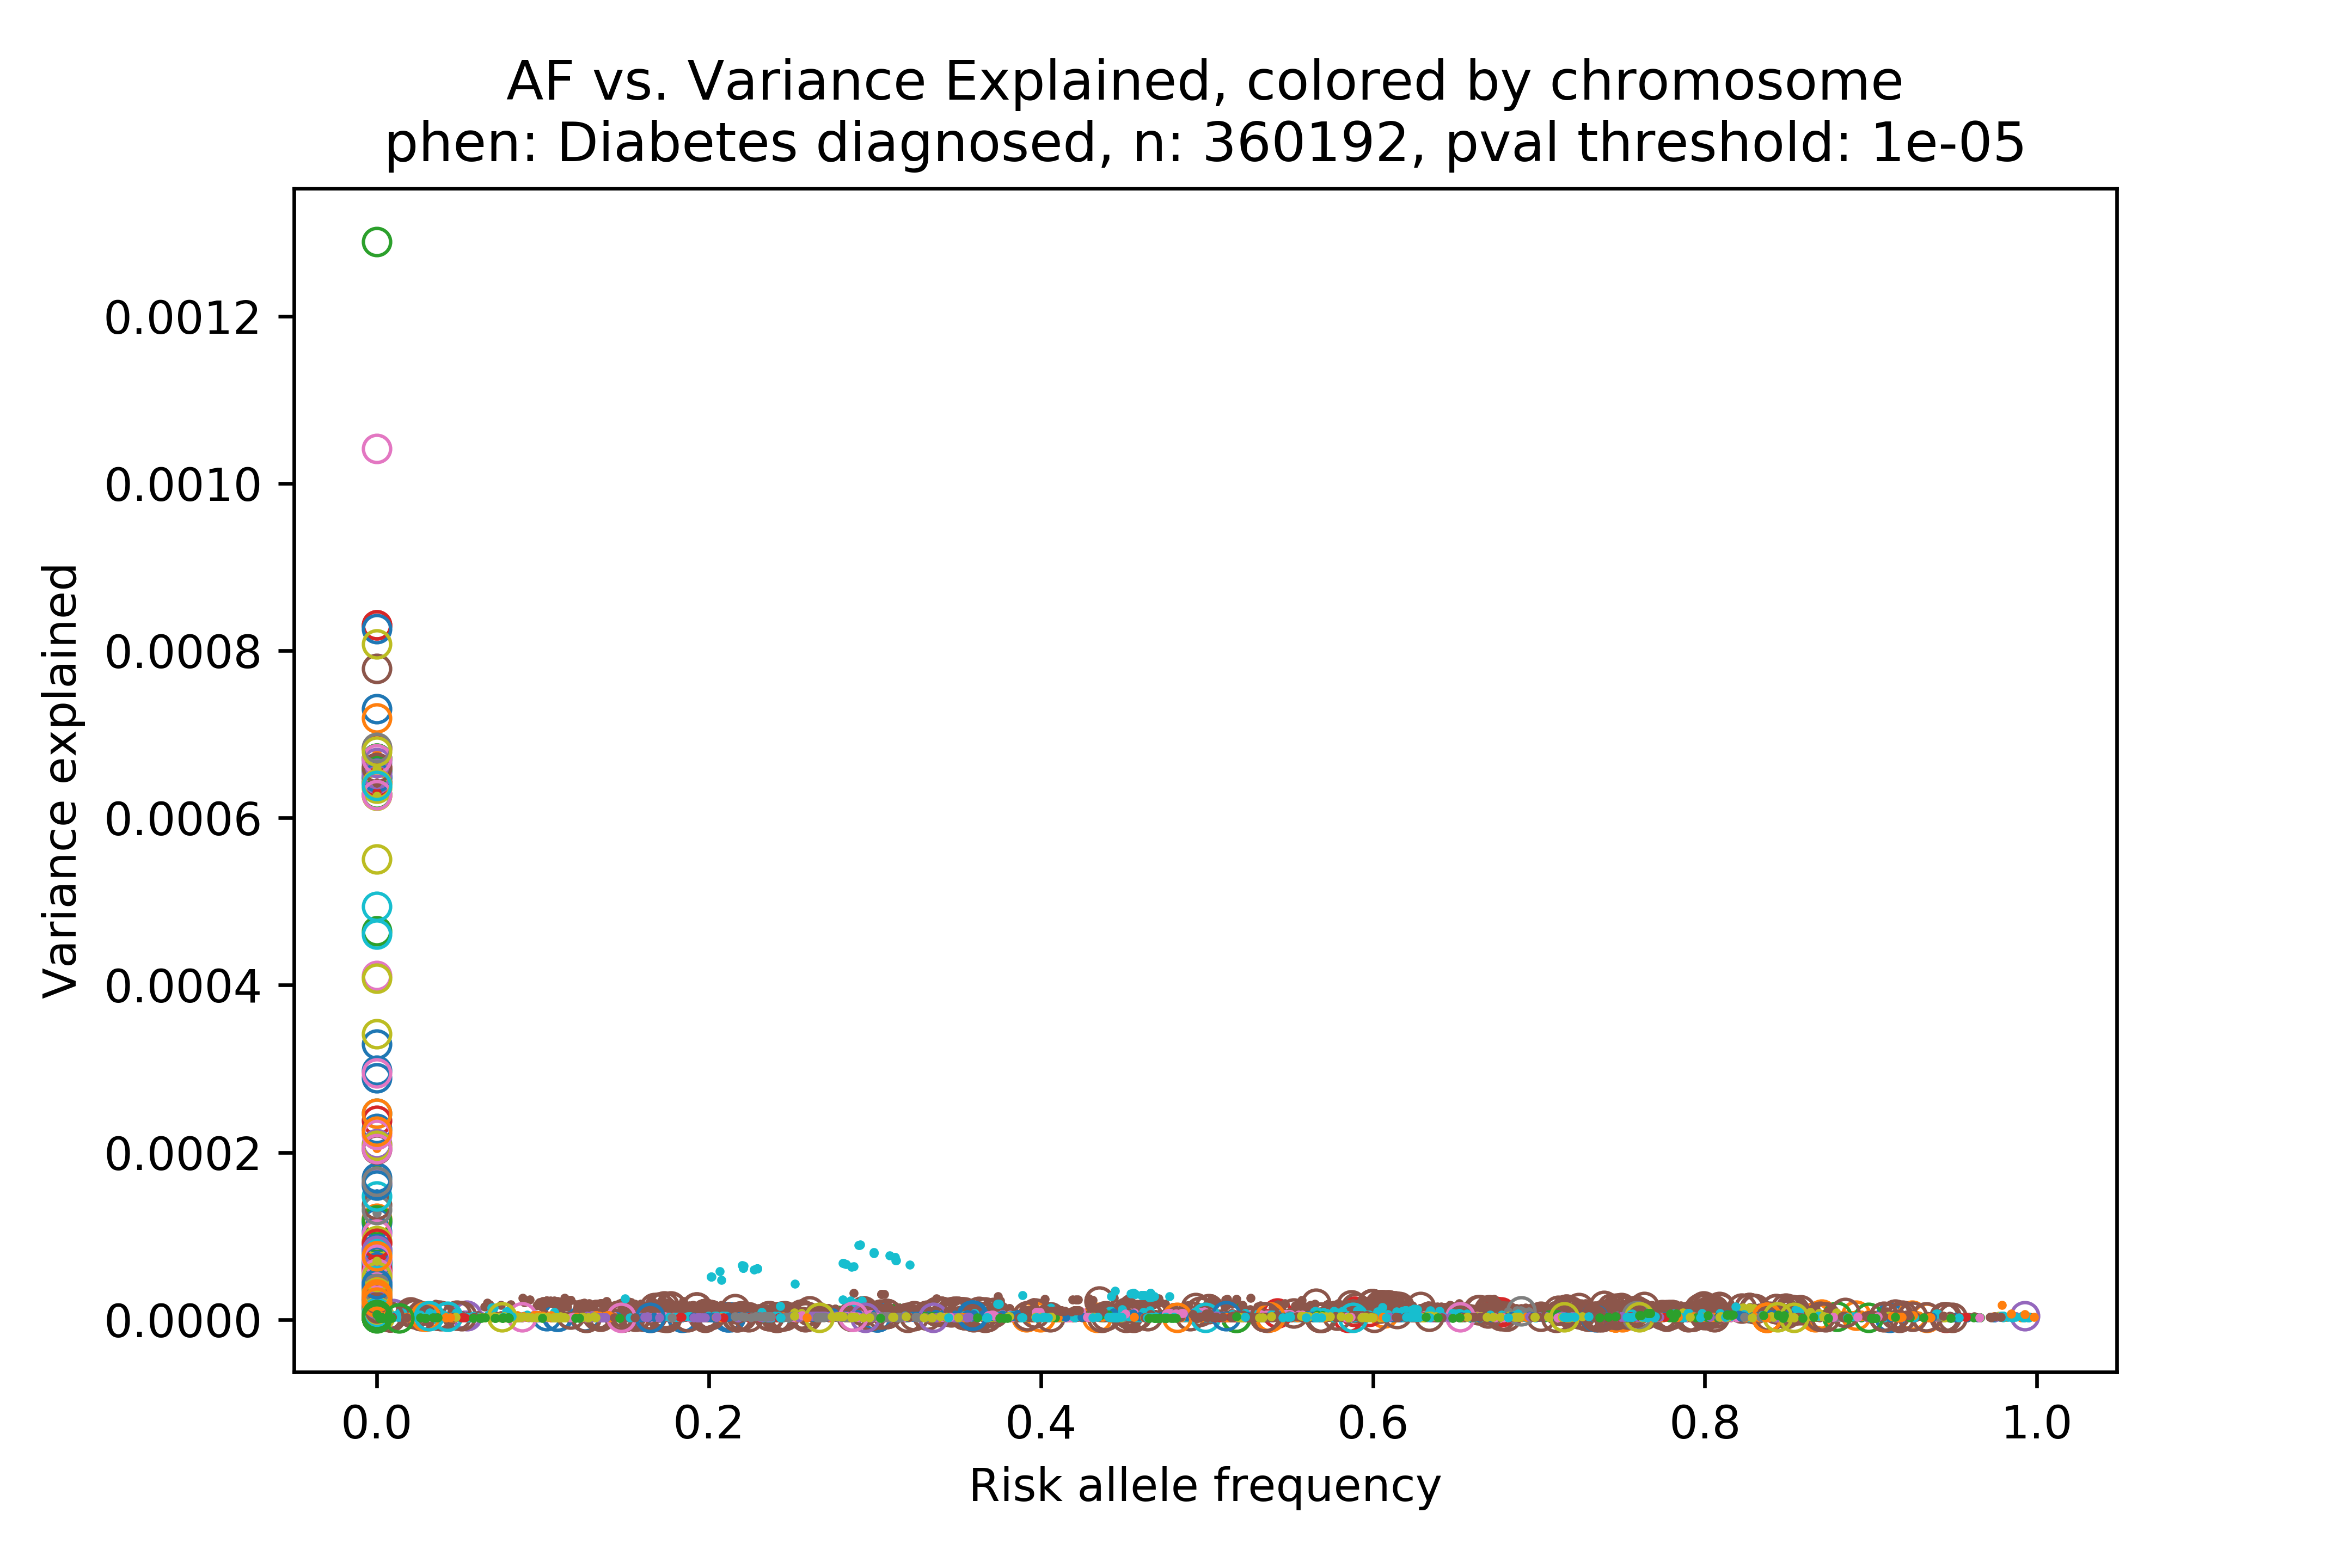 AF vs. Variance Explained, colored by chromosome
phen: Diabetes diagnosed, n: 360192, pval threshold: 1e-05
Variance explained
0.0012
0.0010
0.0008
0.0006
0.0004
0.0002
0.0000
0.0 0.2 0.4 0.6 0.8 1.0
Risk allele frequency